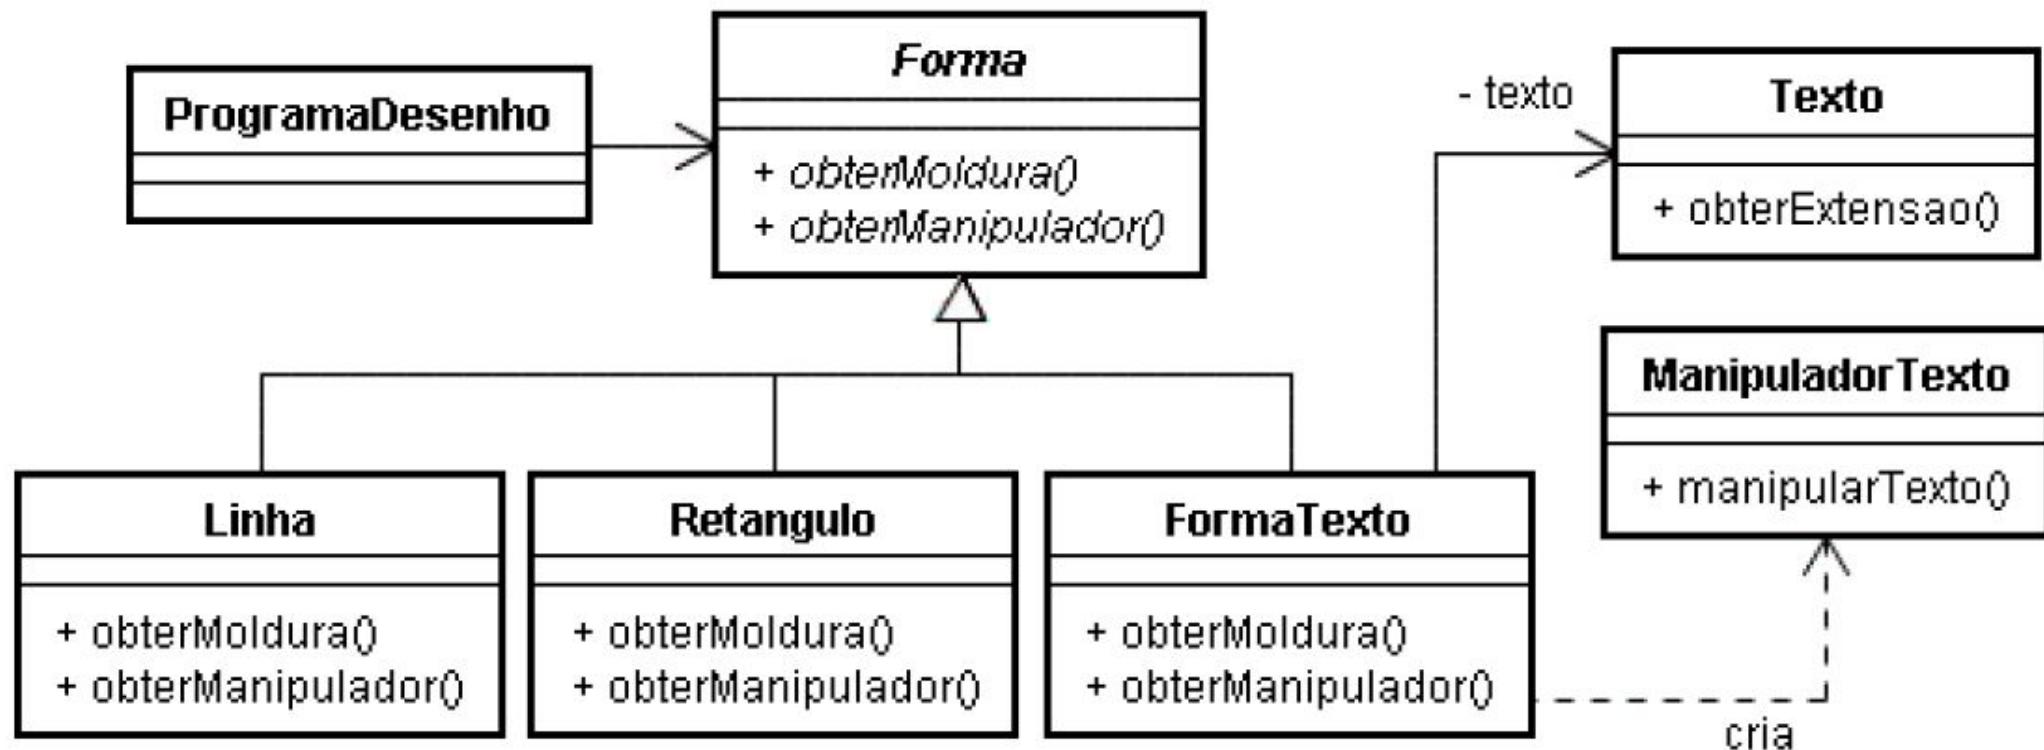 ProgramaDesenho
Forma
+ obterMoldura()
+ obterManipulador()
- texto
Texto
+ obterExtensao()
ManipuladorTexto
+ manipularTexto()
Linha
+ obterMoldura()
+ obterManipulador()
Retangulo
+ obterMoldura()
+ obterManipulador()
FormaTexto
+ obterMoldura()
+ obterManipulador()
cria